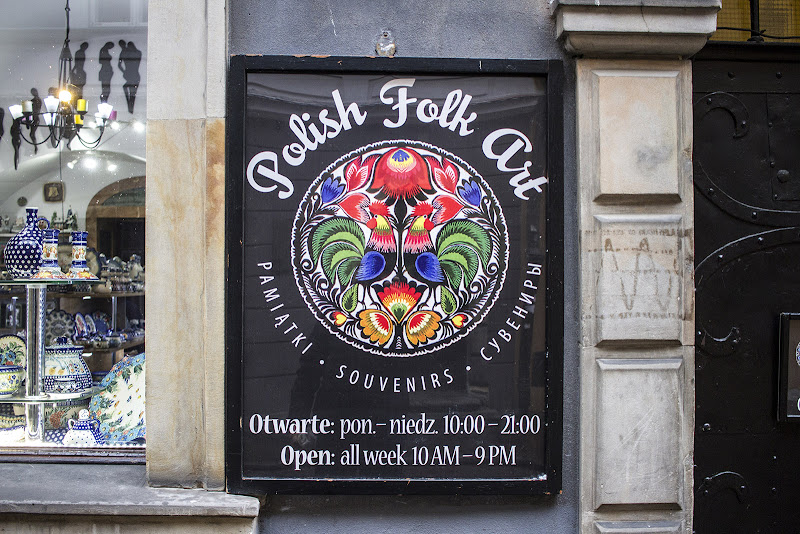 Polish Folk Art
PAMIĄTKI • SOUVENIRS • СУВЕНИРЫ
Otwarte: pon. – niedz. 10:00 – 21:00
Open: all week 10 AM – 9 PM